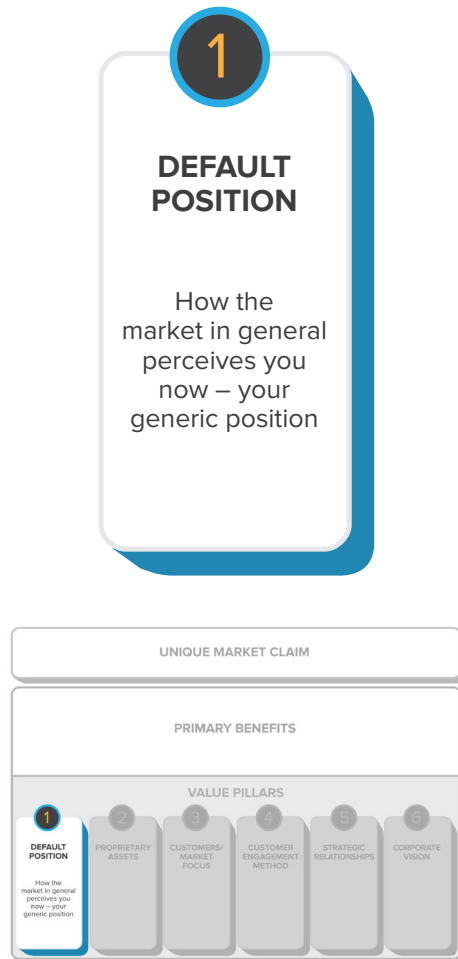 1
DEFAULT
POSITION
How the
market in general
perceives you
now – your
generic position
UNIQUE MARKET CLAIM
PRIMARY BENEFITS
VALUE PILLARS
1
DEFAULT
POSITION
How the
market in general
perceives you
now – your
generic position
2
PROPRIETARY
ASSETS
3
CUSTOMERS/
MARKET
FOCUS
4
CUSTOMER
ENGAGEMENT
METHOD
5
STRATEGIC
RELATIONSHIPS
6
CORPORATE
VISION